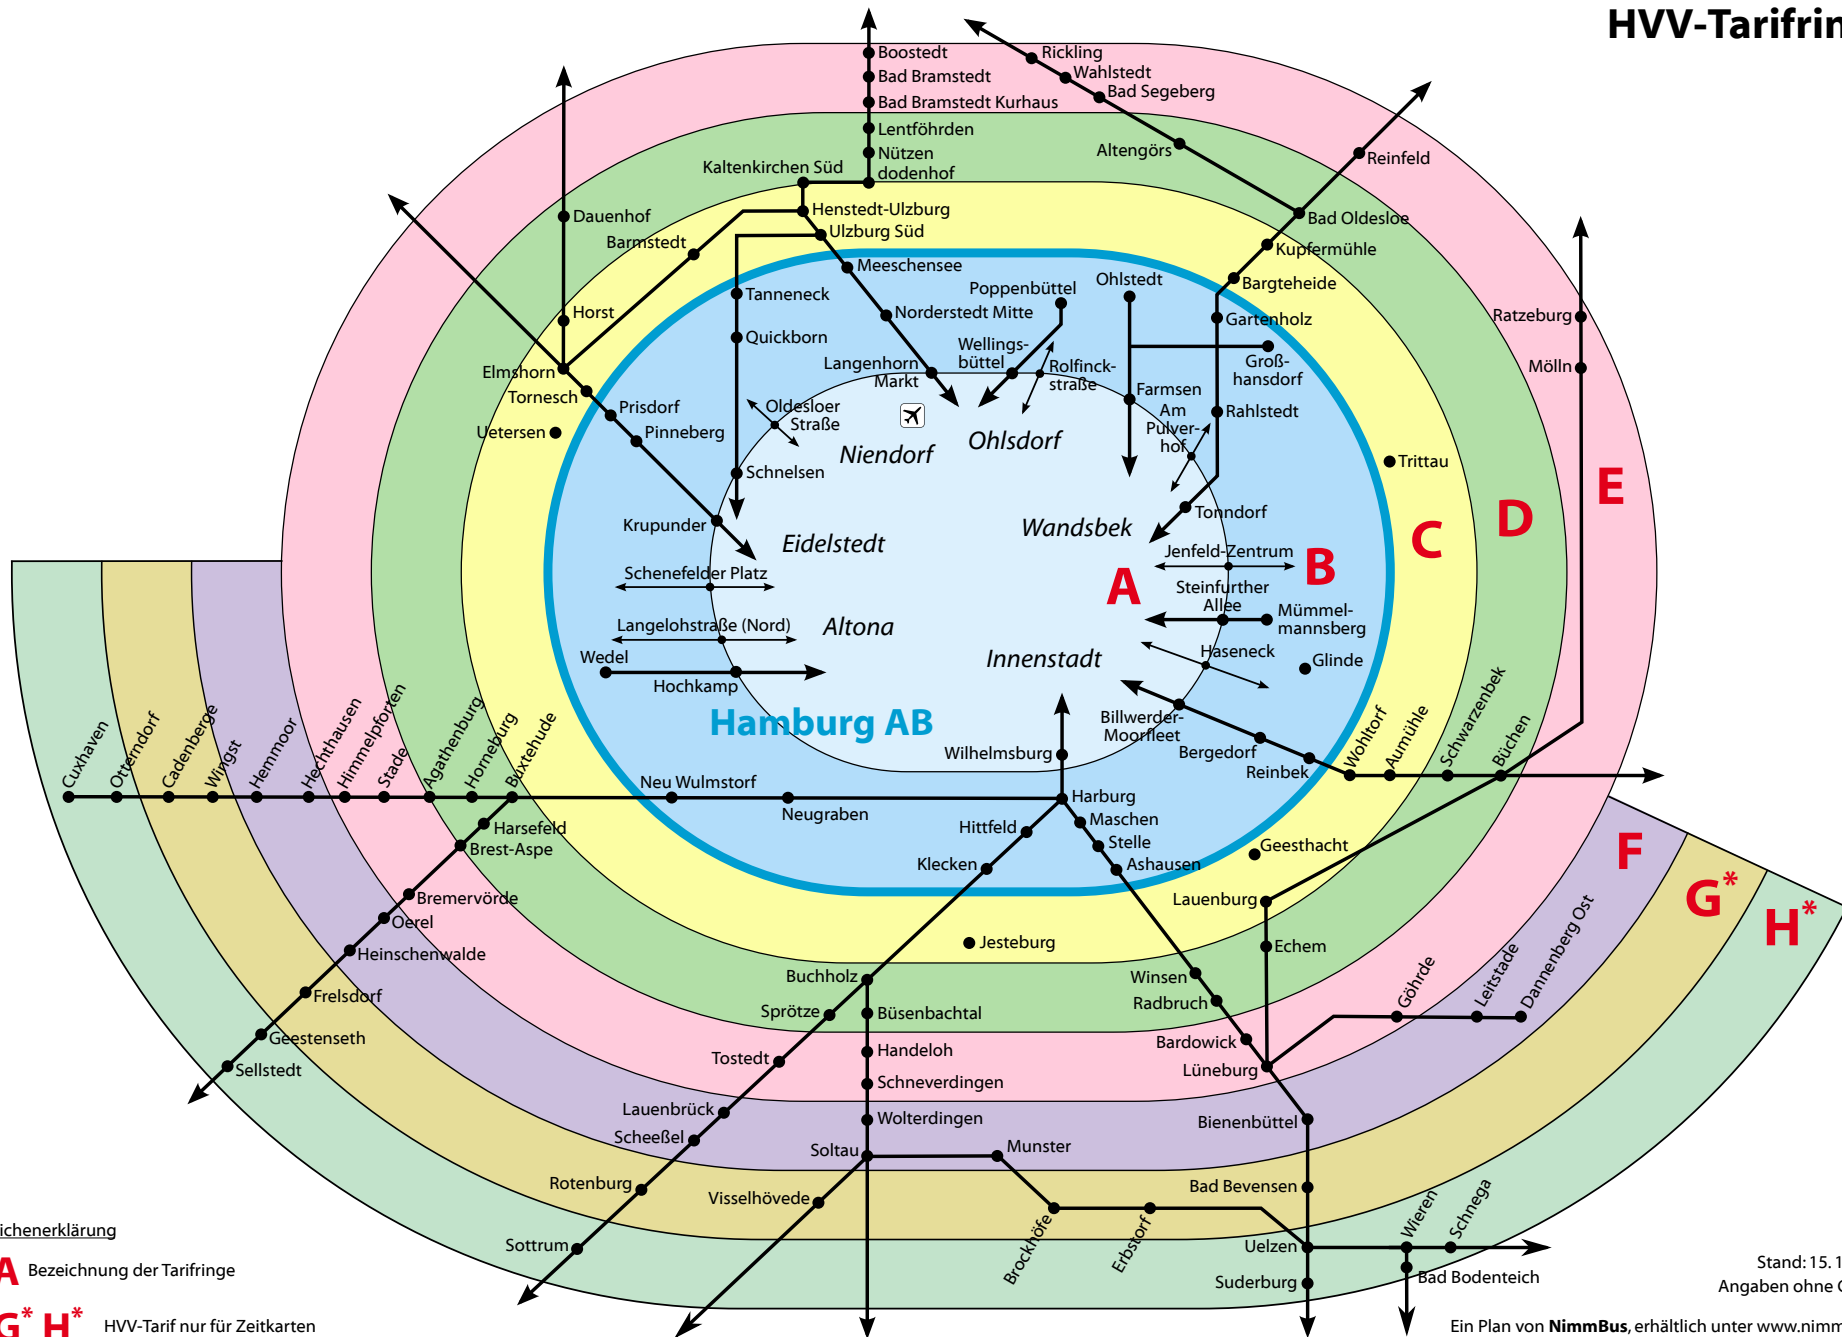 HVV-Tarifrin
Boostedt
Bad Bramstedt
Bad Bramstedt Kurhaus
Lentföhrden
Nützen
dodenhof
Kaltenkirchen Süd
Henstedt-Ulzburg
Ulzburg Süd
Rickling
Wahlstedt
Bad Segeberg
Altengörs
Reinfeld
Bad Oldesloe
Kupfermühle
Bargteheide
Gartenholz
Dauenhof
Barmstedt
Horst
Elmshorn
Tornesch
Uetersen
Prisdorf
Pinneberg
Krupunder
Meeschensee
Norderstedt Mitte
Langenhorn
Markt
Tanneneck
Quickborn
Schnelsen
Oldesloer
Straße
Poppenbüttel
Wellings-
büttel
Rolfinck-
straße
Ohlstedt
Groß-
hansdorf
Farmsen
Am
Pulver-
hof
Rahlstedt
Tonndorf
Trittau
Ratzeburg
Mölln
Niendorf
Ohlsdorf
Wandsbek
Eidelstedt
Altona
Innenstadt
Hamburg AB
A
B
C
D
E
Jenfeld-Zentrum
Steinfurther
Allee
Mümmel-
mannsberg
Haseneck
Glinde
Schenefelder Platz
Langelohstraße (Nord)
Wedel
Hochkamp
Billwerder-
Moorfleet
Bergedorf
Reinbek
Wohltorf
Aumühle
Schwarzenbek
Büchen
Wilhelmsburg
Harburg
Cuxhaven
Otterndorf
Cadenberge
Wingst
Hemmoor
Hechthausen
Himmelpforten
Stade
Agathenburg
Horneburg
Buxtehude
Neu Wulmstorf
Neugraben
Harsefeld
Brest-Aspe
Bremervörde
Oerel
Heinschenwalde
Frelsdorf
Geestenseth
Sellstedt
Hittfeld
Klecken
Maschen
Stelle
Ashausen
Geesthacht
Lauenburg
Echem
Jesteburg
Buchholz
Sprötze
Tostedt
Lauenbrück
Scheeßel
Rotenburg
Sottrum
Büsenbachtal
Handeloh
Schneverdingen
Wolterdingen
Soltau
Visselhövede
Munster
Brockhöfe
Ebstorf
Winsen
Radbruch
Bardowick
Lüneburg
Bienenbüttel
Bad Bevensen
Uelzen
Suderburg
Wieren
Schnega
Bad Bodenteich
Göhrde
Leitstade
Dannenberg Ost
F
G*
H*
ichenerklärung
A Bezeichnung der Tarifringe
G* H* HVV-Tarif nur für Zeitkarten
Stand: 15. 1
Angaben ohne G
Ein Plan von NimmBus, erhältlich unter www.nimm